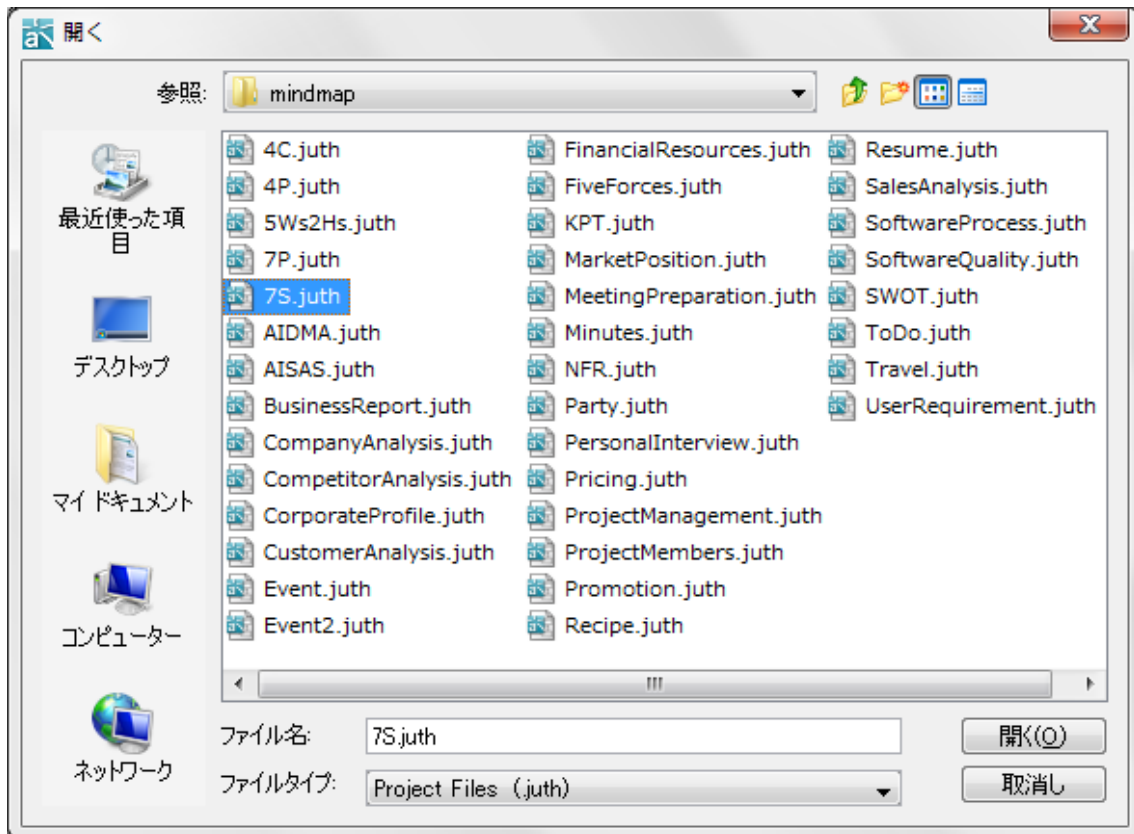 開く
参照:
mindmap
最近使った項
目
デスクトップ
マイ ドキュメント
コンピューター
ネットワーク
4C.juth
4P.juth
5Ws2Hs.juth
7P.juth
7S.juth
AIDMA.juth
AISAS.juth
BusinessReport.juth
CompanyAnalysis.juth
CompetitorAnalysis.juth
CorporateProfile.juth
CustomerAnalysis.juth
Event.juth
Event2.juth
FinancialResources.juth
FiveForces.juth
KPT.juth
MarketPosition.juth
MeetingPreparation.juth
Minutes.juth
NFR.juth
Party.juth
PersonalInterview.juth
Pricing.juth
ProjectManagement.juth
ProjectMembers.juth
Promotion.juth
Recipe.juth
Resume.juth
SalesAnalysis.juth
SoftwareProcess.juth
SoftwareQuality.juth
SWOT.juth
ToDo.juth
Travel.juth
UserRequirement.juth
ファイル名:
7S.juth
開く(O)
ファイルタイプ:
Project Files (.juth)
取消し